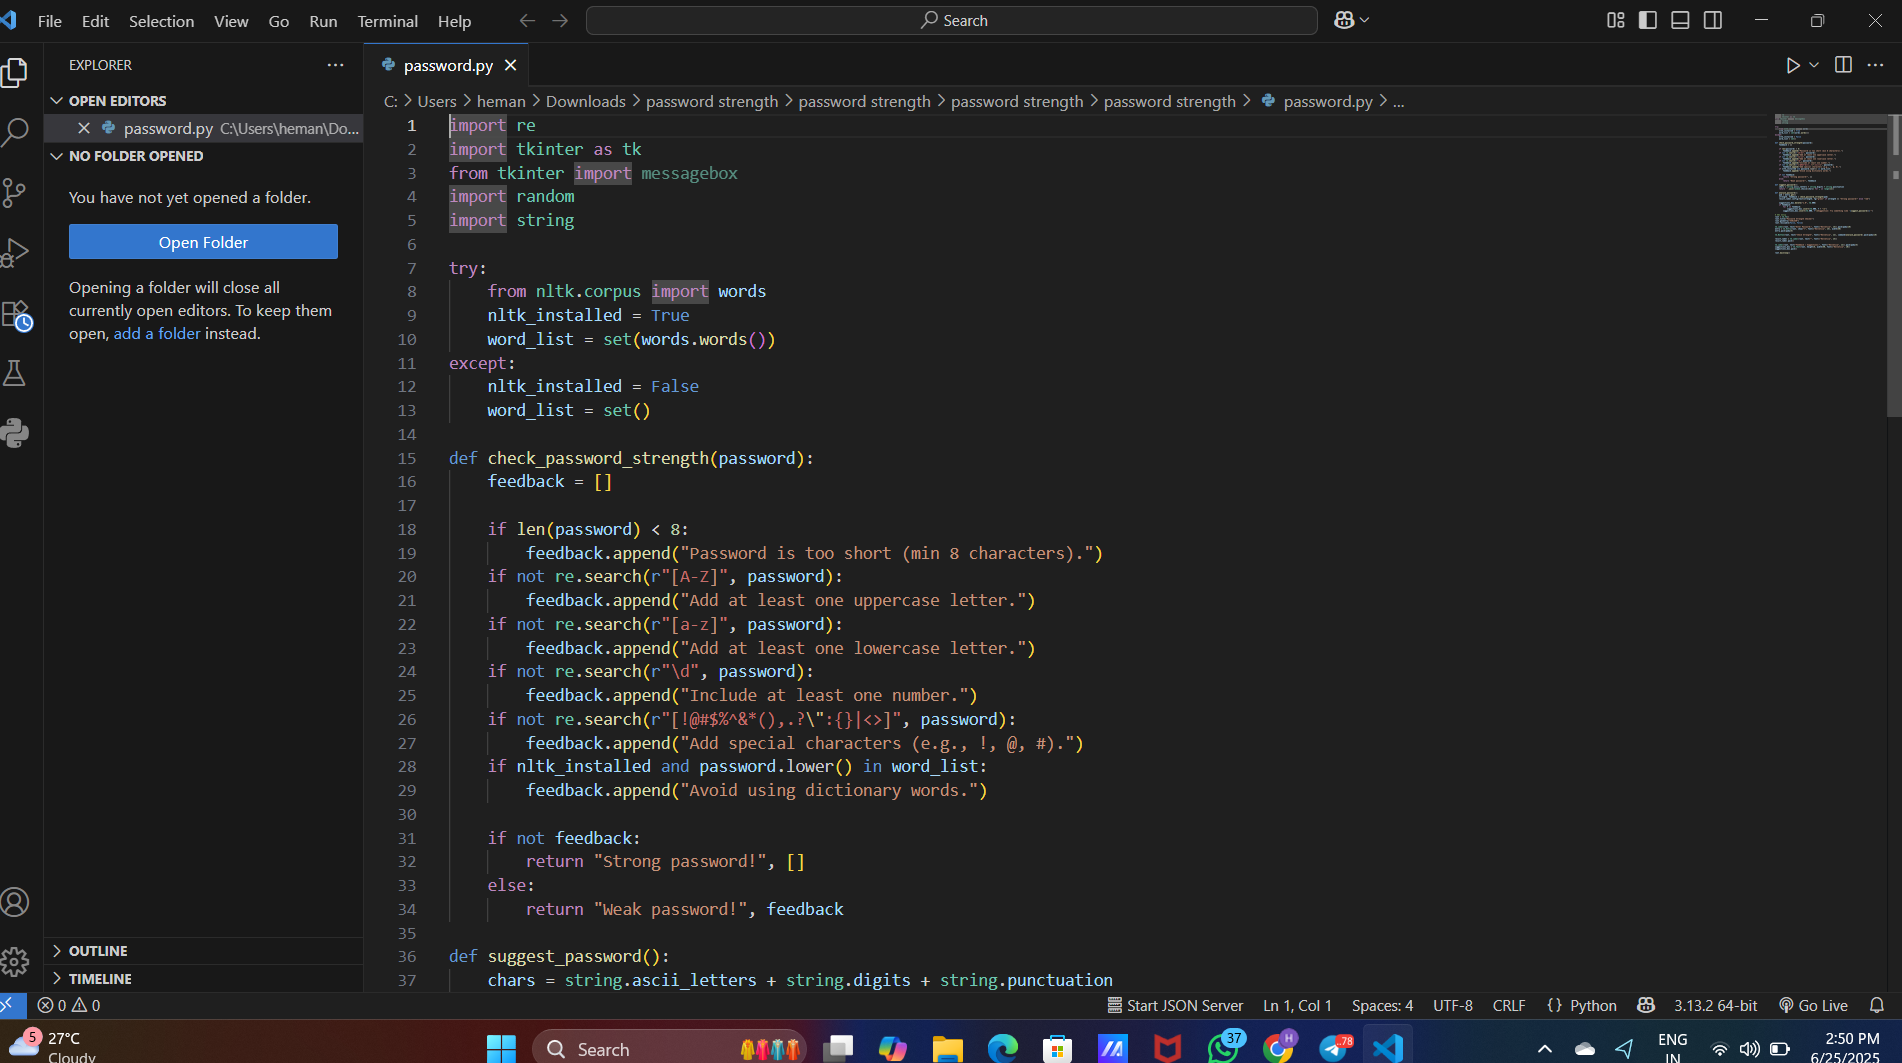 File Edit Selection View Go Run Terminal Help
Search
EXPLORER
password.py
OPEN EDITORS
password.py C:\Users\heman\Do...
NO FOLDER OPENED
You have not yet opened a folder.
Open Folder
Opening a folder will close all
currently open editors. To keep them
open, add a folder instead.
OUTLINE
TIMELINE
C: > Users > heman > Downloads > password strength > password strength > password strength > password strength > password.py > ...
1 import re
2 import tkinter as tk
3 from tkinter import messagebox
4 import random
5 import string
6
7 try:
8 from nltk.corpus import words
9 nltk_installed = True
10 word_list = set(words.words())
11 except:
12 nltk_installed = False
13 word_list = set()
14
15 def check_password_strength(password):
16 feedback = []
17
18 if len(password) < 8:
19 feedback.append("Password is too short (min 8 characters).")
20 if not re.search(r"[A-Z]", password):
21 feedback.append("Add at least one uppercase letter.")
22 if not re.search(r"[a-z]", password):
23 feedback.append("Add at least one lowercase letter.")
24 if not re.search(r"\d", password):
25 feedback.append("Include at least one number.")
26 if not re.search(r"[!@#$%^&*(),.?\":{}|<>]", password):
27 feedback.append("Add special characters (e.g., !, @, #).")
28 if nltk_installed and password.lower() in word_list:
29 feedback.append("Avoid using dictionary words.")
30
31 if not feedback:
32 return "Strong password!", []
33 else:
34 return "Weak password!", feedback
35
36 def suggest_password():
37 chars = string.ascii_letters + string.digits + string.punctuation
0 0
Start JSON Server Ln 1, Col 1 Spaces: 4 UTF-8 CRLF {} Python 3.13.2 64-bit Go Live
5 27°C
Cloudy
Search
37
H
.78
ENG
IN
2:50 PM
6/25/2025